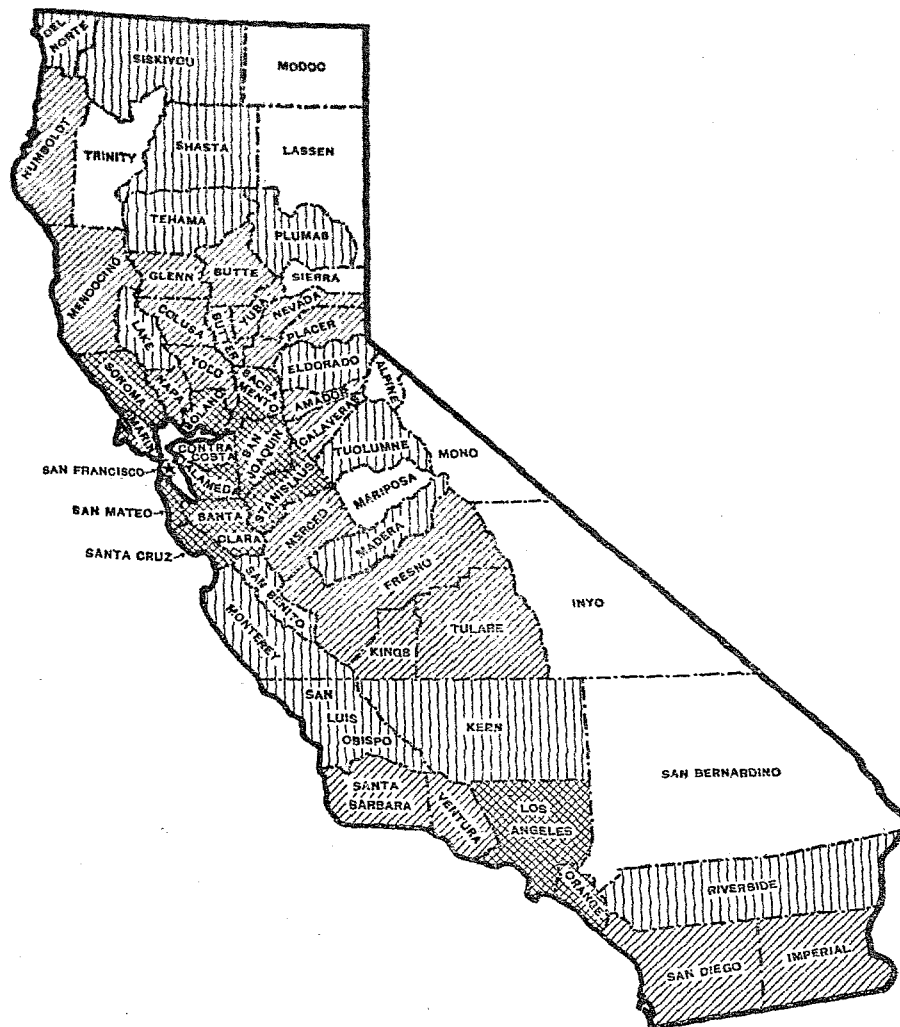 DEL
NORTE
SISKIYOU
MODOC
HUMBOLDT
TRINITY
SHASTA
LASSEN
TEHAMA
PLUMAS
MENDOCINO
GLENN
BUTTE
SIERRA
LAKE
COLUSA
SUTTER
YUBA
NEVADA
PLACER
SONOMA
NAPA
YOLO
SOLANO
SACRA
MENTO
ELDORADO
AMADOR
ALPINE
CALAVERAS
MARIN
CONTRA
COSTA
SAN
JOAQUIN
TUOLUMNE
MONO
SAN FRANCISCO
ALAMEDA
STANISLAUS
MARIPOSA
SAN MATEO
SANTA
CLARA
MERCED
MADERA
SANTA CRUZ
SAN BENITO
FRESNO
MONTEREY
INYO
KINGS
TULARE
SAN
LUIS
OBISPO
KERN
SANTA
BARBARA
VENTURA
LOS
ANGELES
SAN BERNARDINO
ORANGE
RIVERSIDE
SAN DIEGO
IMPERIAL